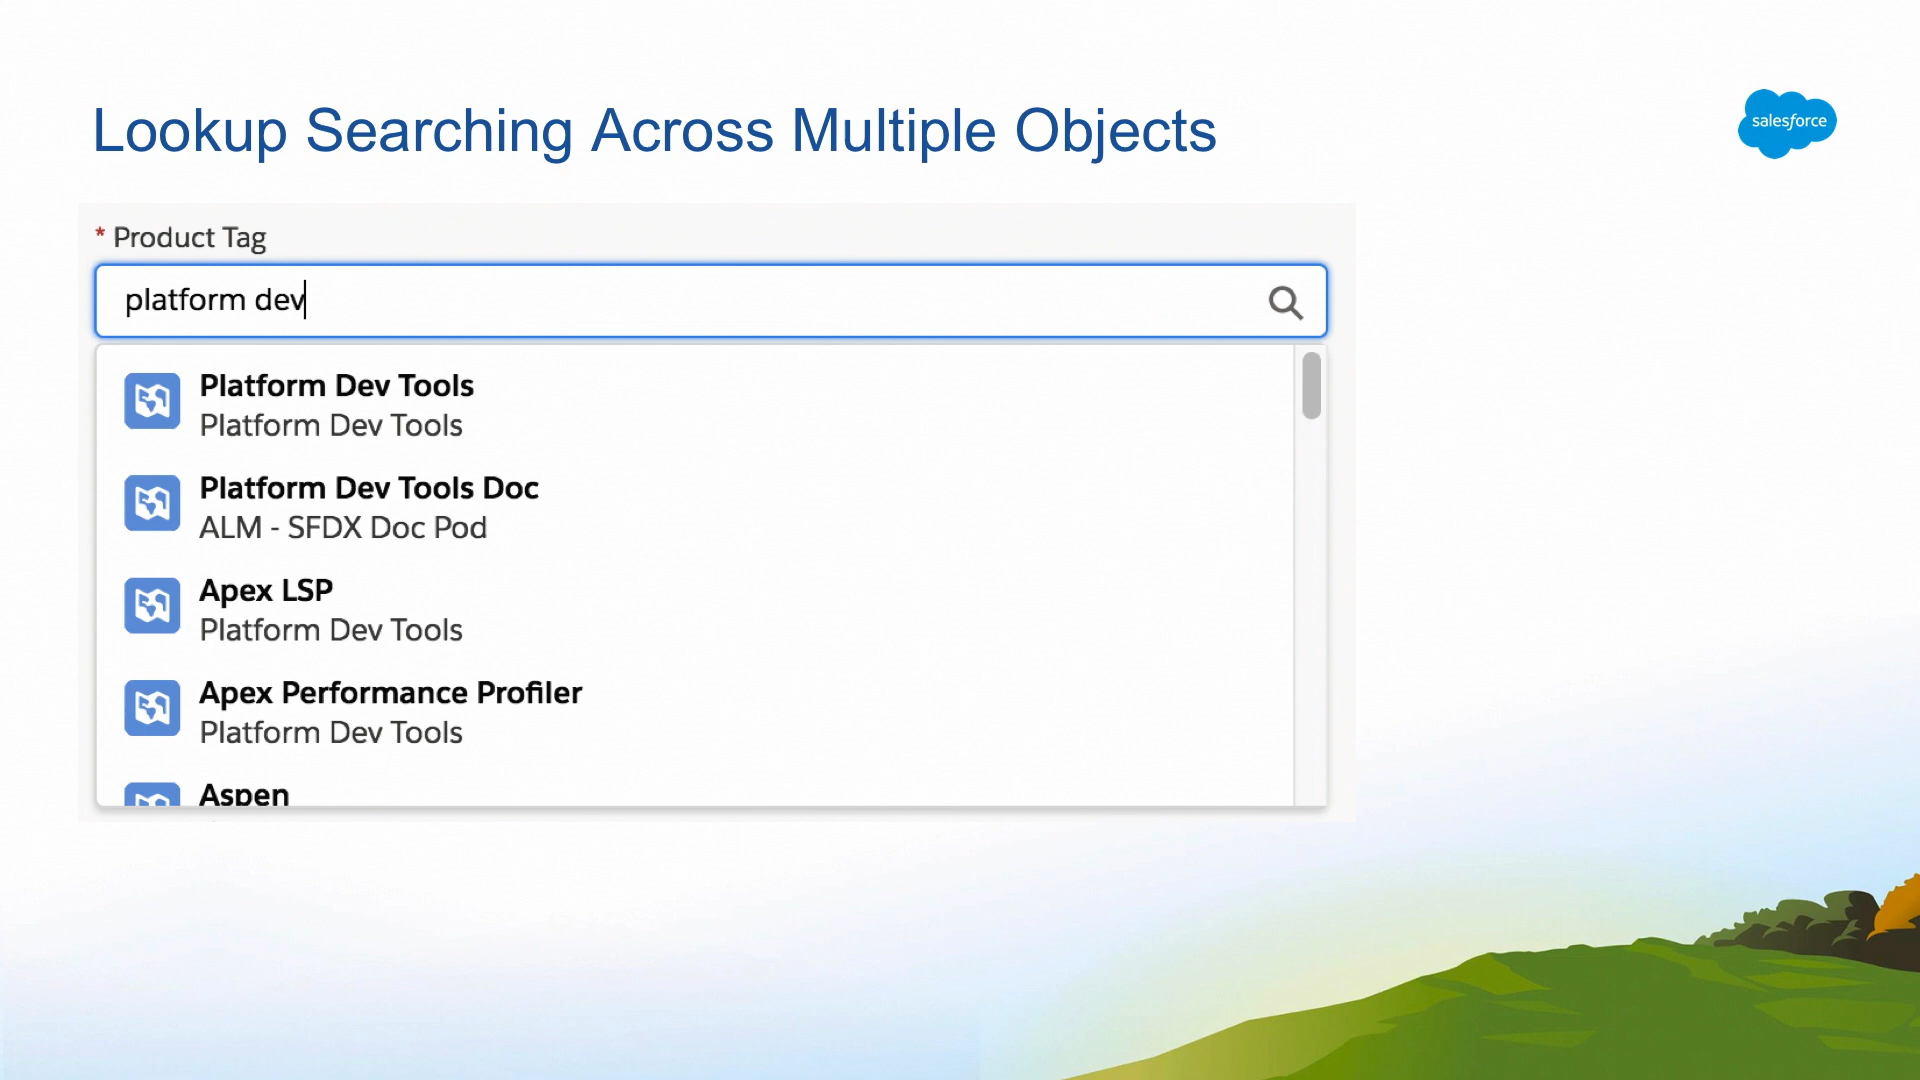 Lookup Searching Across Multiple Objects
salesforce
* Product Tag
platform dev
Platform Dev Tools
Platform Dev Tools
Platform Dev Tools Doc
ALM - SFDX Doc Pod
Apex LSP
Platform Dev Tools
Apex Performance Profiler
Platform Dev Tools
Aspen